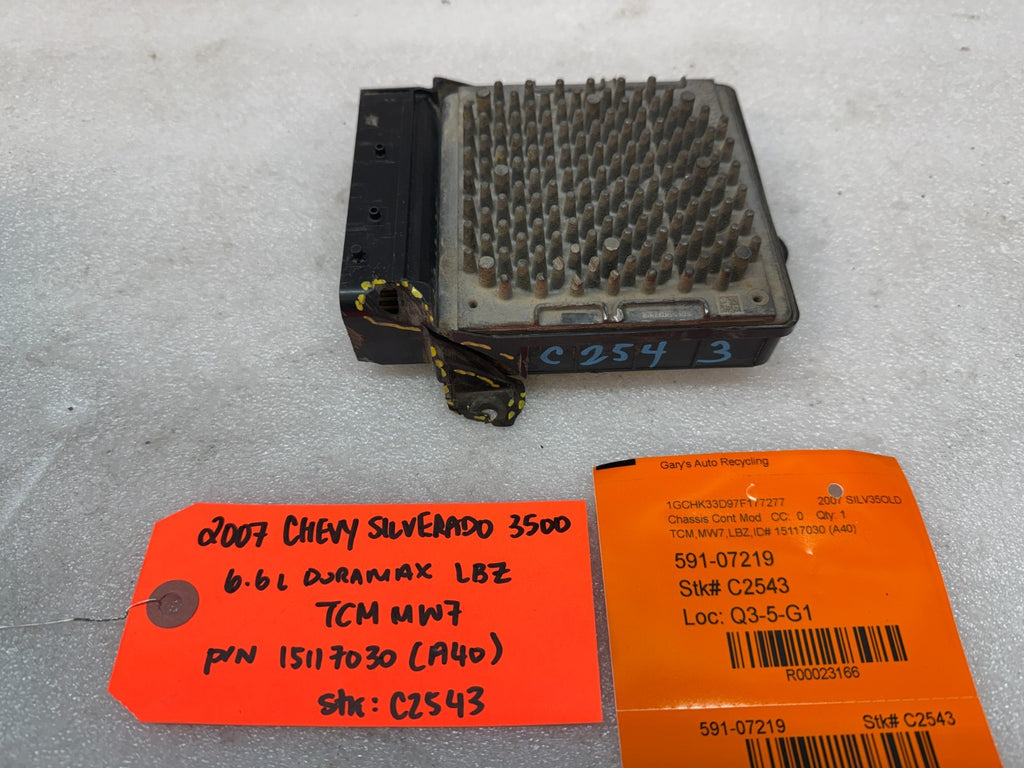 C 254 3
2007 CHEVY SILVERADO 3500
6.6L DURAMAX LBZ
TCM MW7
P/N 15117030 (A40)
Stk: C2543
Gary's Auto Recycling
1GCHK33D97F177277 2007 SILV35OLD
Chassis Cont Mod CC: 0 Qty: 1
TCM,MW7,LBZ,ID# 15117030 (A40)
591-07219
Stk# C2543
Loc: Q3-5-G1
R00023166
591-07219 Stk# C2543